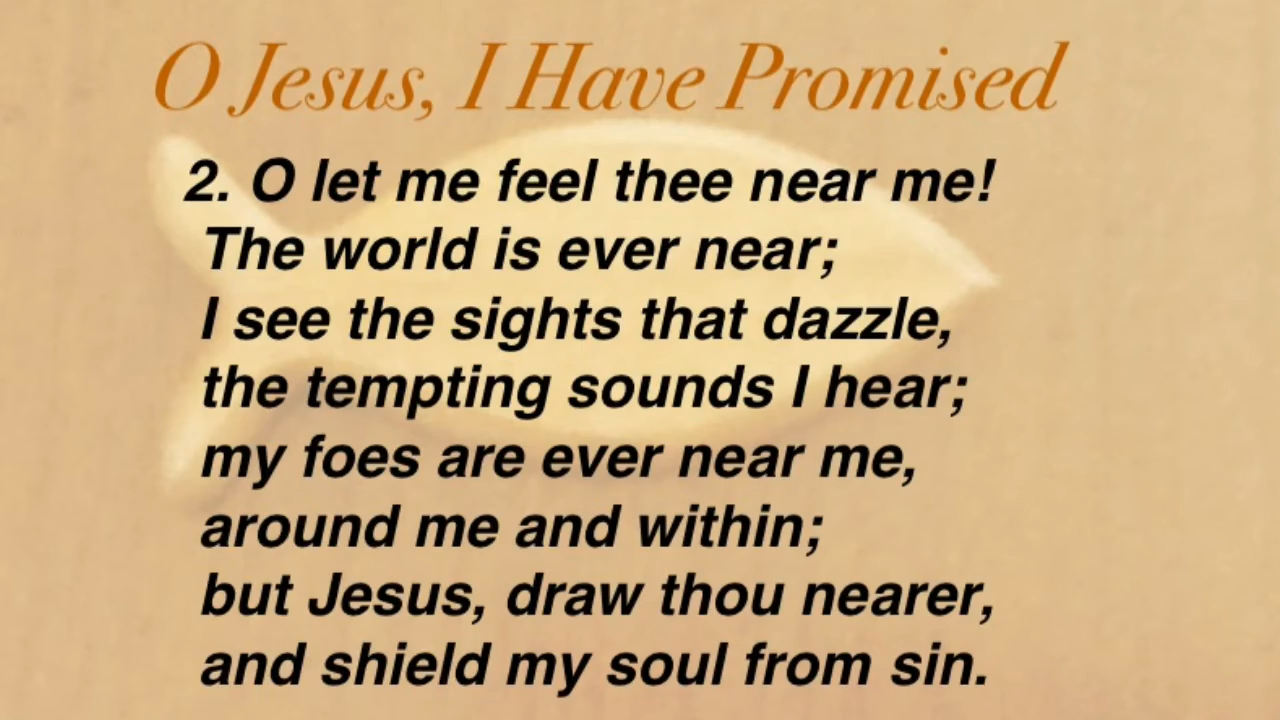 O Jesus, I Have Promised
2. O let me feel thee near me!
The world is ever near;
I see the sights that dazzle,
the tempting sounds I hear;
my foes are ever near me,
around me and within;
but Jesus, draw thou nearer,
and shield my soul from sin.